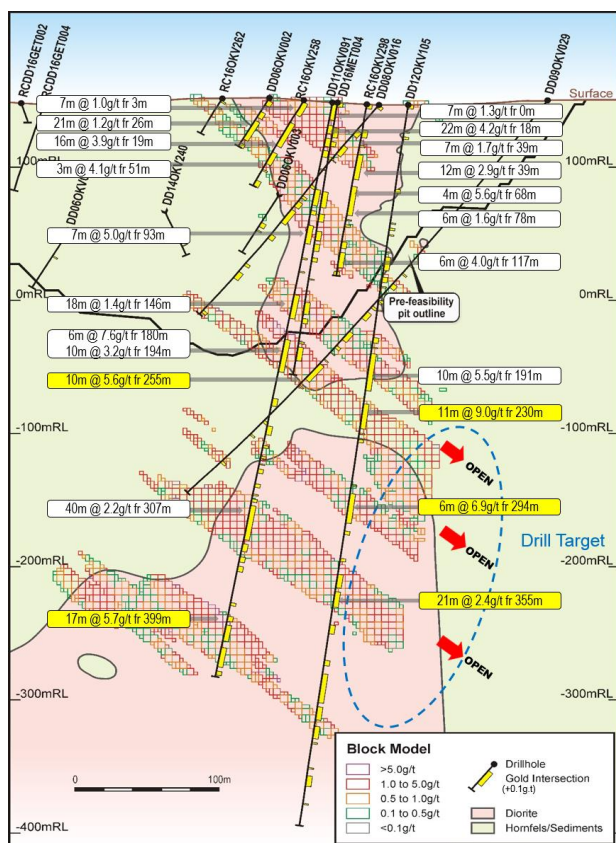 RCDD16GET002
RCDD16GET004
RC16OKV262
DD06OKV002
RC16OKV258
DD11OKV091
DD16MET004
RC16OKV298
DD08OKV016
DD12OKV105
DD09OKV029
Surface
7m @ 1.0g/t fr 3m
21m @ 1.2g/t fr 26m
16m @ 3.9g/t fr 19m
3m @ 4.1g/t fr 51m
7m @ 1.3g/t fr 0m
22m @ 4.2g/t fr 18m
7m @ 1.7g/t fr 39m
12m @ 2.9g/t fr 39m
4m @ 5.6g/t fr 68m
6m @ 1.6g/t fr 78m
6m @ 4.0g/t fr 117m
100mRL
100mRL
DD14OKV240
DD06OKV003
7m @ 5.0g/t fr 93m
Pre-feasibility
pit outline
0mRL
0mRL
18m @ 1.4g/t fr 146m
6m @ 7.6g/t fr 180m
10m @ 3.2g/t fr 194m
10m @ 5.6g/t fr 255m
10m @ 5.5g/t fr 191m
11m @ 9.0g/t fr 230m
-100mRL
-100mRL
OPEN
40m @ 2.2g/t fr 307m
6m @ 6.9g/t fr 294m
Drill Target
OPEN
-200mRL
-200mRL
21m @ 2.4g/t fr 355m
17m @ 5.7g/t fr 399m
OPEN
-300mRL
-300mRL
0
100m
-400mRL
Block Model
>5.0g/t
1.0 to 5.0g/t
0.5 to 1.0g/t
0.1 to 0.5g/t
<0.1g/t
Drillhole
Gold Intersection
(+0.1g.t)
Diorite
Hornfels/Sediments